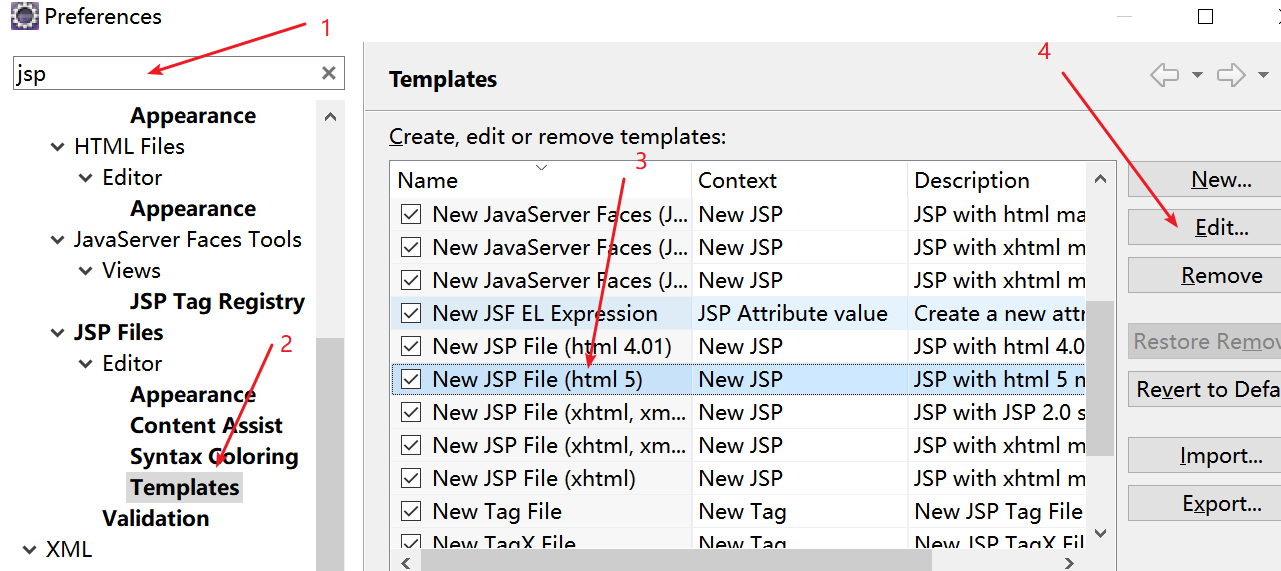 Preferences
1
4
jsp
Templates
Appearance
HTML Files
Editor
Appearance
JavaServer Faces Tools
Views
JSP Tag Registry
JSP Files
2
Editor
Appearance
Content Assist
Syntax Coloring
Templates
Validation
XML
Create, edit or remove templates:
3
Name Context Description
New JavaServer Faces (J... New JSP JSP with html ma
New JavaServer Faces (J... New JSP JSP with xhtml m
New JavaServer Faces (J... New JSP JSP with xhtml m
New JSF EL Expression JSP Attribute value Create a new attr
New JSP File (html 4.01) New JSP JSP with html 4.0
New JSP File (html 5) New JSP JSP with html 5 m
New JSP File (xhtml, xm... New JSP JSP with JSP 2.0 s
New JSP File (xhtml, xm... New JSP JSP with xhtml m
New JSP File (xhtml) New JSP JSP with xhtml m
New Tag File New Tag New JSP Tag File
New TagX File New Tag New JSP TagX Fil
New...
Edit...
Remove
Restore Remov
Revert to Defa
Import...
Export...